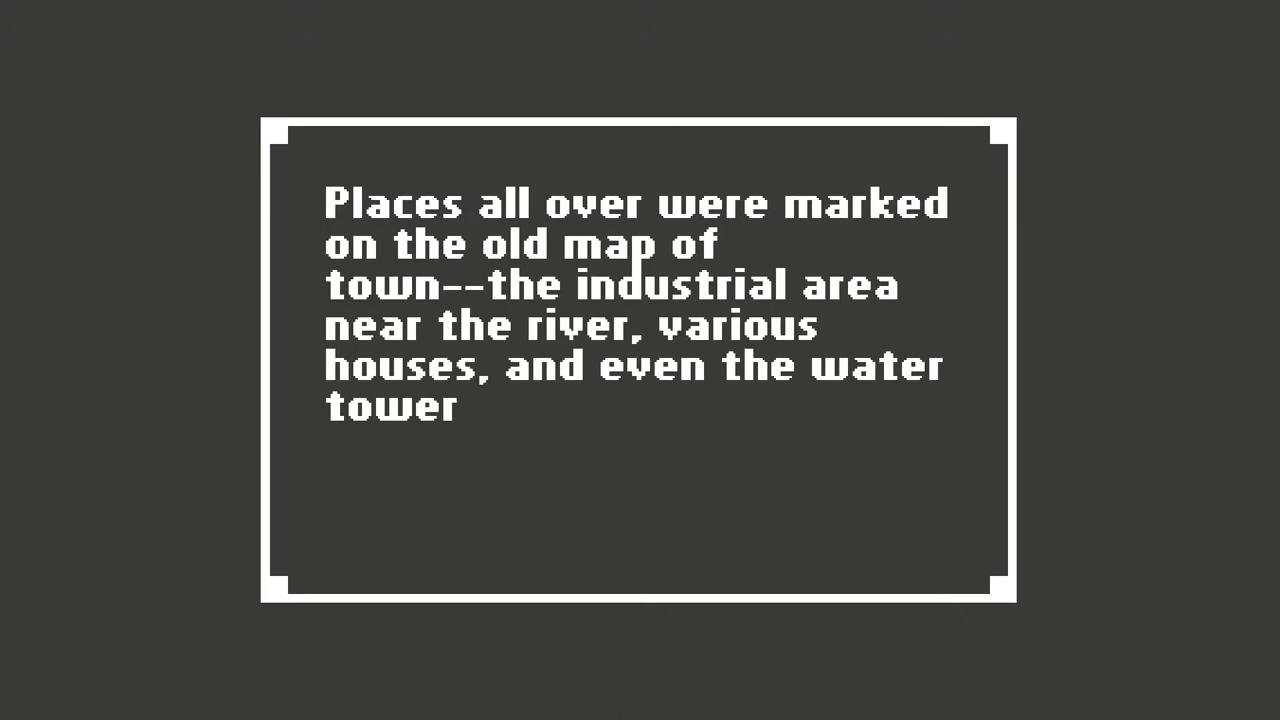 Places all over were marked
on the old map of
town--the industrial area
near the river, various
houses, and even the water
tower